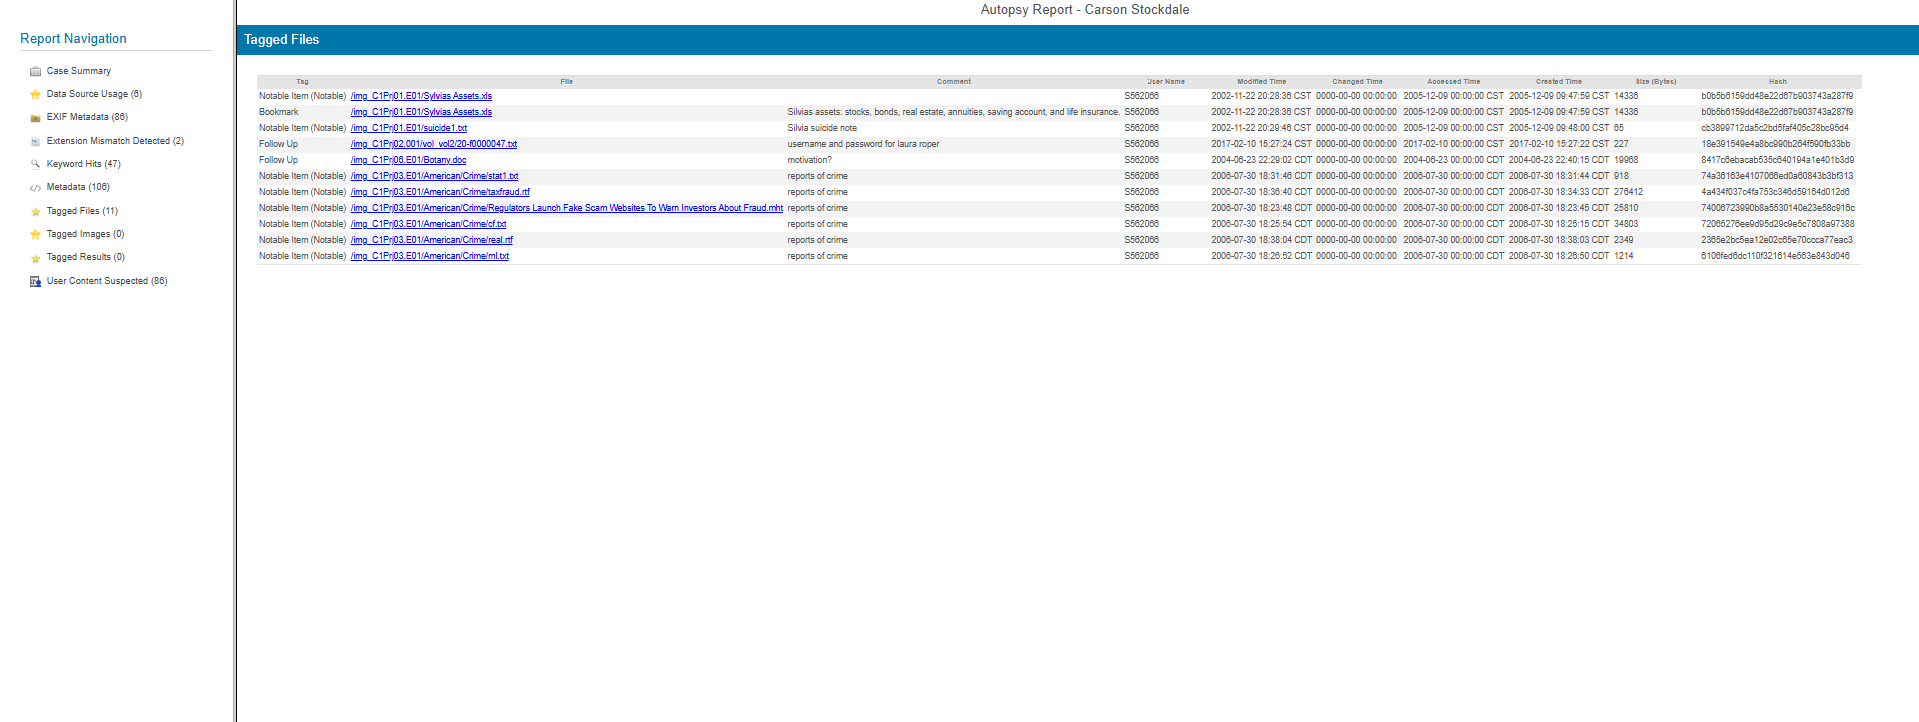 Autopsy Report - Carson Stockdale
Report Navigation
Case Summary
Data Source Usage (6)
EXIF Metadata (86)
Extension Mismatch Detected (2)
Keyword Hits (47)
Metadata (106)
Tagged Files (11)
Tagged Images (0)
Tagged Results (0)
User Content Suspected (86)
Tagged Files
Tag File Comment User Name Modified Time Changed Time Accessed Time Created Time Size (Bytes) Hash
Notable Item (Notable) /img_C1Prj01.E01/Sylvias Assets.xls S562066 2002-11-22 20:28:36 CST 0000-00-00 00:00:00 2005-12-09 00:00:00 CST 2005-12-09 09:47:59 CST 14336 b0b5b6159dd48e22d67b903743a287f9
Bookmark /img_C1Prj01.E01/Sylvias Assets.xls Silvias assets: stocks, bonds, real estate, annuities, saving account, and life insurance. S562066 2002-11-22 20:28:36 CST 0000-00-00 00:00:00 2005-12-09 00:00:00 CST 2005-12-09 09:47:59 CST 14336 b0b5b6159dd48e22d67b903743a287f9
Notable Item (Notable) /img_C1Prj01.E01/suicide1.txt Silvia suicide note S562066 2002-11-22 20:29:46 CST 0000-00-00 00:00:00 2005-12-09 00:00:00 CST 2005-12-09 09:48:00 CST 65 cb3899712da5c2bd5faf405c28bc95d4
Follow Up /img_C1Prj02.001/vol_vol2/20-f0000047.txt username and password for laura roper S562066 2017-02-10 15:27:24 CST 0000-00-00 00:00:00 2017-02-10 00:00:00 CST 2017-02-10 15:27:22 CST 227 18e391549e4a8bc990b264f590fb33bb
Follow Up /img_C1Prj06.E01/Botany.doc motivation? S562066 2004-06-23 22:29:02 CDT 0000-00-00 00:00:00 2004-06-23 00:00:00 CDT 2004-06-23 22:40:15 CDT 19968 8417c6ebacab535c640194a1e401b3d9
Notable Item (Notable) /img_C1Prj03.E01/American/Crime/stat1.txt reports of crime S562066 2006-07-30 18:31:46 CDT 0000-00-00 00:00:00 2006-07-30 00:00:00 CDT 2006-07-30 18:31:44 CDT 918 74a36163e4107066ed0a60843b3bf313
Notable Item (Notable) /img_C1Prj03.E01/American/Crime/taxfraud.rtf reports of crime S562066 2006-07-30 18:36:40 CDT 0000-00-00 00:00:00 2006-07-30 00:00:00 CDT 2006-07-30 18:34:33 CDT 276412 4a434f037c4fa753c346d59164d012d6
Notable Item (Notable) /img_C1Prj03.E01/American/Crime/Regulators Launch Fake Scam Websites To Warn Investors About Fraud.mht reports of crime S562066 2006-07-30 18:23:48 CDT 0000-00-00 00:00:00 2006-07-30 00:00:00 CDT 2006-07-30 18:23:45 CDT 25810 74006723990b8a5530140e23e58c916c
Notable Item (Notable) /img_C1Prj03.E01/American/Crime/cf.txt reports of crime S562066 2006-07-30 18:25:54 CDT 0000-00-00 00:00:00 2006-07-30 00:00:00 CDT 2006-07-30 18:25:15 CDT 34803 72065276ee9d95d29c9e5c7808a97388
Notable Item (Notable) /img_C1Prj03.E01/American/Crime/real.rtf reports of crime S562066 2006-07-30 18:38:04 CDT 0000-00-00 00:00:00 2006-07-30 00:00:00 CDT 2006-07-30 18:38:03 CDT 2349 2365e2bc5ea12e02c65e70ccca77eac3
Notable Item (Notable) /img_C1Prj03.E01/American/Crime/ml.txt reports of crime S562066 2006-07-30 18:26:52 CDT 0000-00-00 00:00:00 2006-07-30 00:00:00 CDT 2006-07-30 18:26:50 CDT 1214 6106fed6dc110f321614e563e843d046